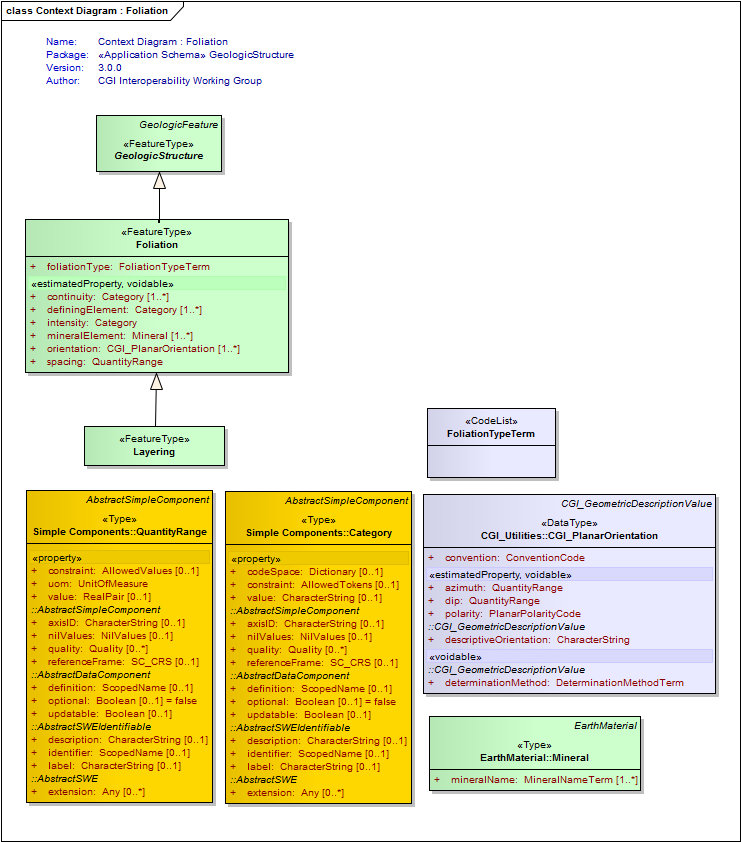 class Context Diagram : Foliation
Name: Context Diagram : Foliation
Package: «Application Schema» GeologicStructure
Version: 3.0.0
Author: CGI Interoperability Working Group
GeologicFeature
«FeatureType»
GeologicStructure
«FeatureType»
Foliation
+ foliationType: FoliationTypeTerm
«estimatedProperty, voidable»
+ continuity: Category [1..*]
+ definingElement: Category [1..*]
+ intensity: Category
+ mineralElement: Mineral [1..*]
+ orientation: CGI_PlanarOrientation [1..*]
+ spacing: QuantityRange
«FeatureType»
Layering
«CodeList»
FoliationTypeTerm
AbstractSimpleComponent
«Type»
Simple Components::QuantityRange
«property»
+ constraint: AllowedValues [0..1]
+ uom: UnitOfMeasure
+ value: RealPair [0..1]
::AbstractSimpleComponent
+ axisID: CharacterString [0..1]
+ nilValues: NilValues [0..1]
+ quality: Quality [0..*]
+ referenceFrame: SC_CRS [0..1]
::AbstractDataComponent
+ definition: ScopedName [0..1]
+ optional: Boolean [0..1] = false
+ updatable: Boolean [0..1]
::AbstractSWEIdentifiable
+ description: CharacterString [0..1]
+ identifier: ScopedName [0..1]
+ label: CharacterString [0..1]
::AbstractSWE
+ extension: Any [0..*]
AbstractSimpleComponent
«Type»
Simple Components::Category
«property»
+ codeSpace: Dictionary [0..1]
+ constraint: AllowedTokens [0..1]
+ value: CharacterString [0..1]
::AbstractSimpleComponent
+ axisID: CharacterString [0..1]
+ nilValues: NilValues [0..1]
+ quality: Quality [0..*]
+ referenceFrame: SC_CRS [0..1]
::AbstractDataComponent
+ definition: ScopedName [0..1]
+ optional: Boolean [0..1] = false
+ updatable: Boolean [0..1]
::AbstractSWEIdentifiable
+ description: CharacterString [0..1]
+ identifier: ScopedName [0..1]
+ label: CharacterString [0..1]
::AbstractSWE
+ extension: Any [0..*]
CGI_GeometricDescriptionValue
«DataType»
CGI_Utilities::CGI_PlanarOrientation
+ convention: ConventionCode
«estimatedProperty, voidable»
+ azimuth: QuantityRange
+ dip: QuantityRange
+ polarity: PlanarPolarityCode
::CGI_GeometricDescriptionValue
+ descriptiveOrientation: CharacterString
«voidable»
::CGI_GeometricDescriptionValue
+ determinationMethod: DeterminationMethodTerm
EarthMaterial
«Type»
EarthMaterial::Mineral
+ mineralName: MineralNameTerm [1..*]